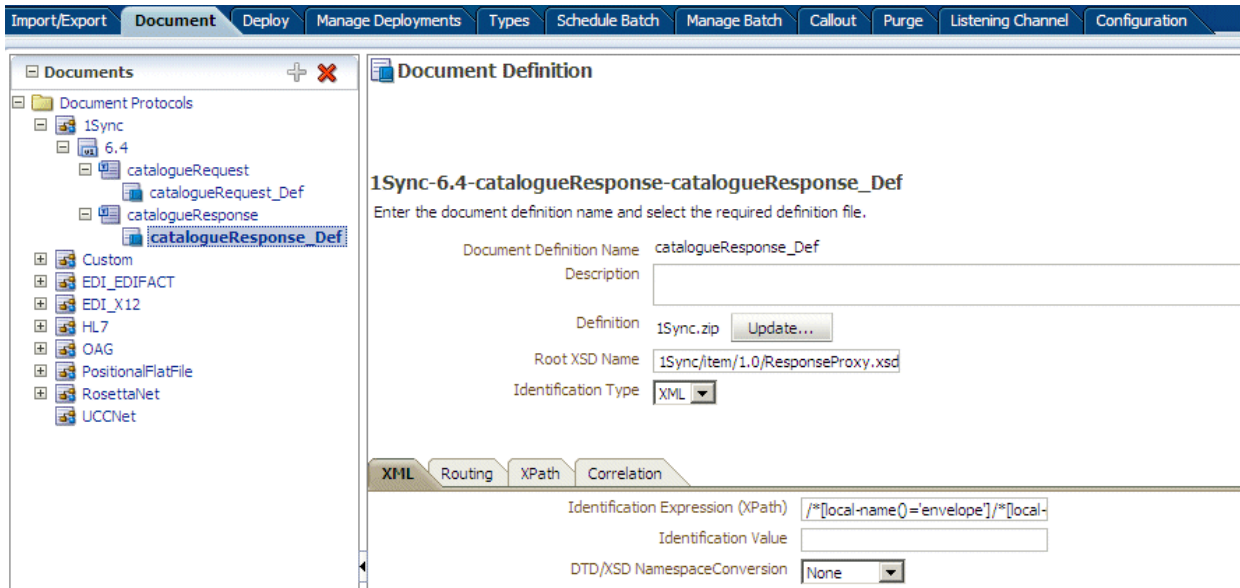 Import/Export Document Deploy Manage Deployments Types Schedule Batch Manage Batch Callout Purge Listening Channel Configuration
Documents
Document Protocols
1Sync
6.4
catalogueRequest
catalogueRequest_Def
catalogueResponse
catalogueResponse_Def
Custom
EDI_EDIFACT
EDI_X12
HL7
OAG
PositionalFlatFile
RosettaNet
UCCNet
Document Definition
1Sync-6.4-catalogueResponse-catalogueResponse_Def
Enter the document definition name and select the required definition file.
Document Definition Name catalogueResponse_Def
Description
Definition 1Sync.zip Update...
Root XSD Name 1Sync/item/1.0/ResponseProxy.xsd
Identification Type XML
XML Routing XPath Correlation
Identification Expression (XPath) /*[local-name()='envelope']/*[local-
Identification Value
DTD/XSD NamespaceConversion None